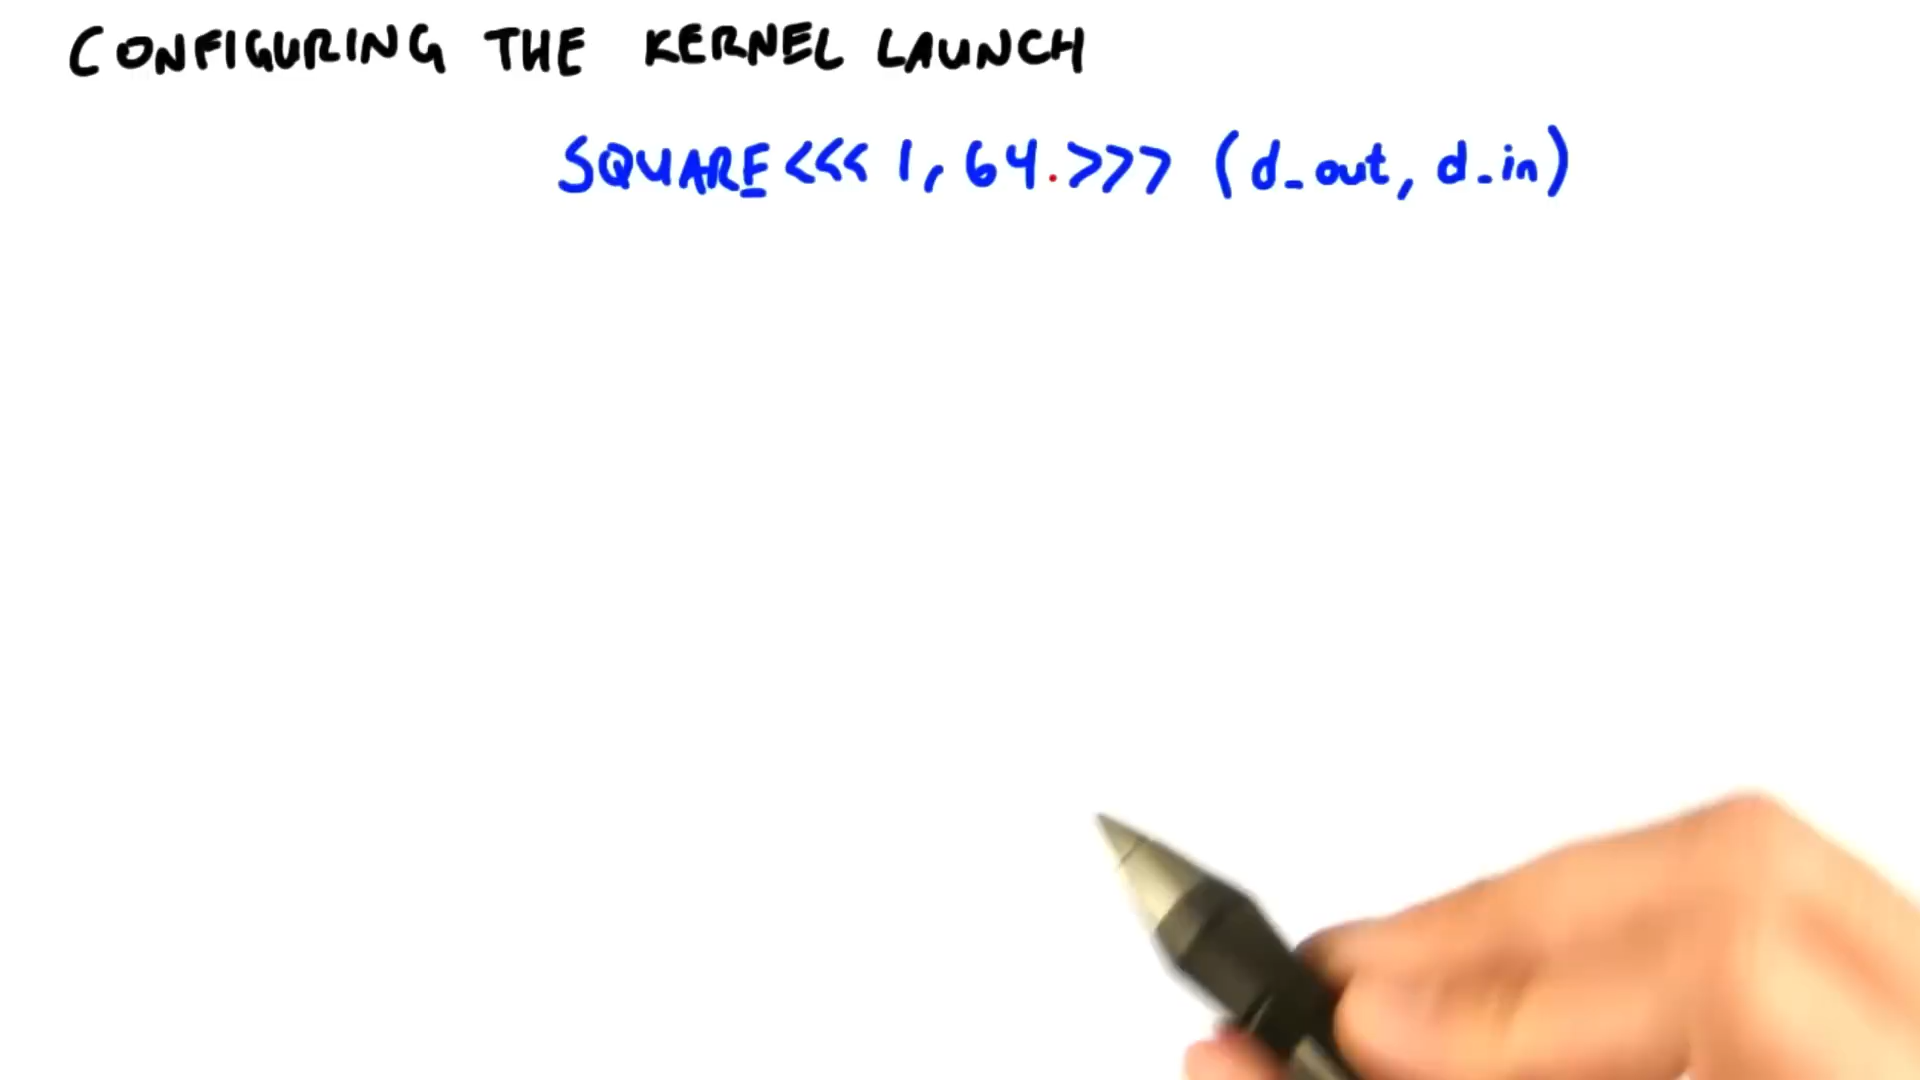 CONFIGURING THE KERNEL LAUNCH
SQUARE<<< 1, 64.>>> (d_out, d_in)